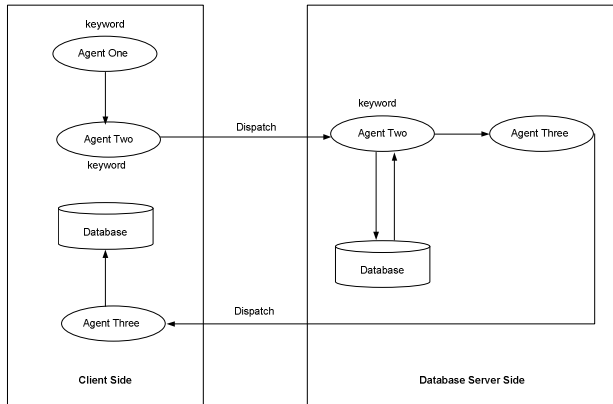 keyword
Agent One
Agent Two
keyword
Dispatch
keyword
Agent Two
Agent Three
Database
Database
Dispatch
Agent Three
Client Side
Database Server Side